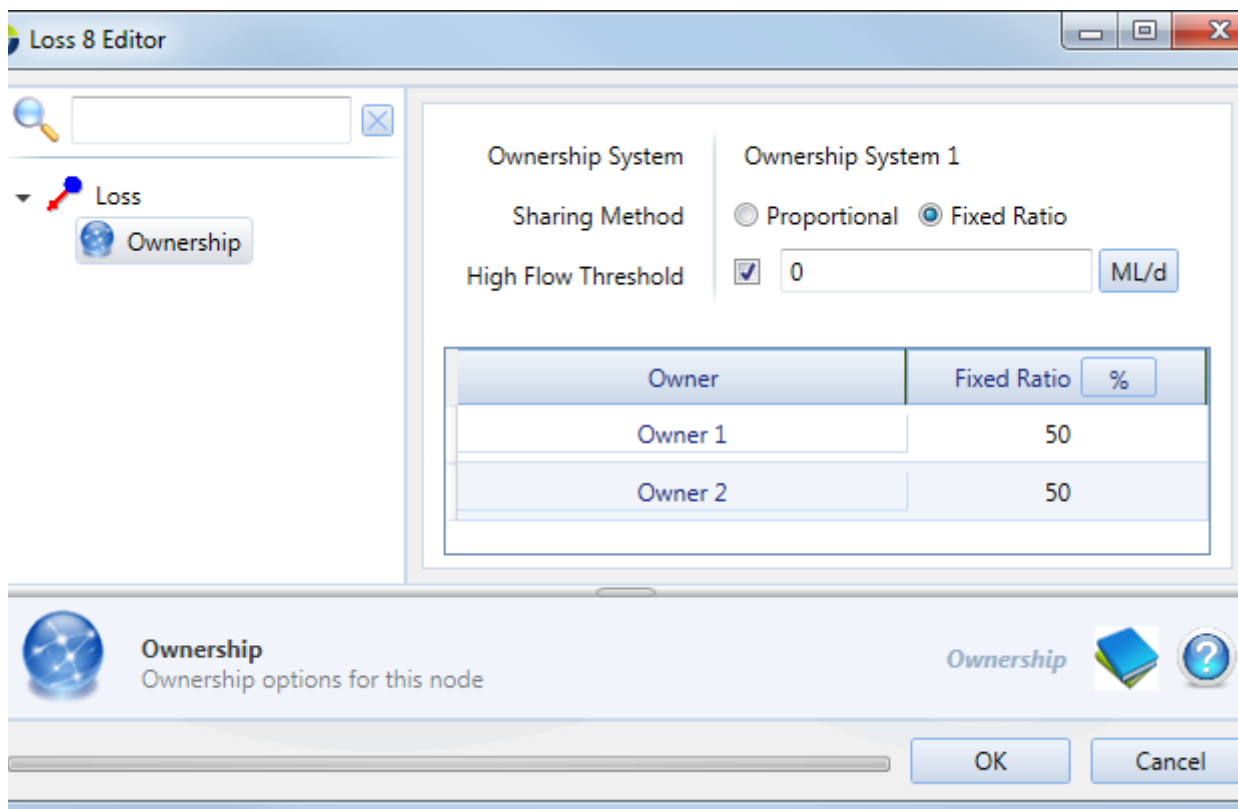 Loss 8 Editor
Loss
Ownership
Ownership System Ownership System 1
Sharing Method Proportional Fixed Ratio
High Flow Threshold 0 ML/d
Owner Fixed Ratio %
Owner 1 50
Owner 2 50
Ownership
Ownership options for this node
Ownership
OK Cancel